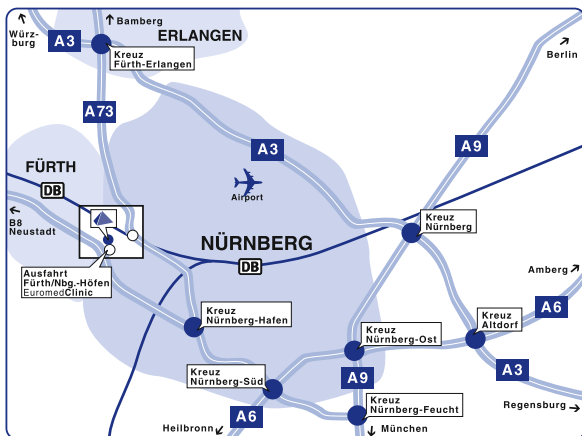 Würz-
burg
A3
Bamberg
ERLANGEN
Kreuz
Fürth-Erlangen
Berlin
A73
A3
A9
FÜRTH
DB
Airport
B8
Neustadt
NÜRNBERG
DB
Kreuz
Nürnberg
Ausfahrt
Fürth/Nbg.-Höfen
EuromedClinic
Amberg
A6
Kreuz
Nürnberg-Hafen
Kreuz
Altdorf
Kreuz
Nürnberg-Ost
Kreuz
Nürnberg-Süd
A9
A3
Kreuz
Nürnberg-Feucht
Regensburg
A6
Heilbronn
München